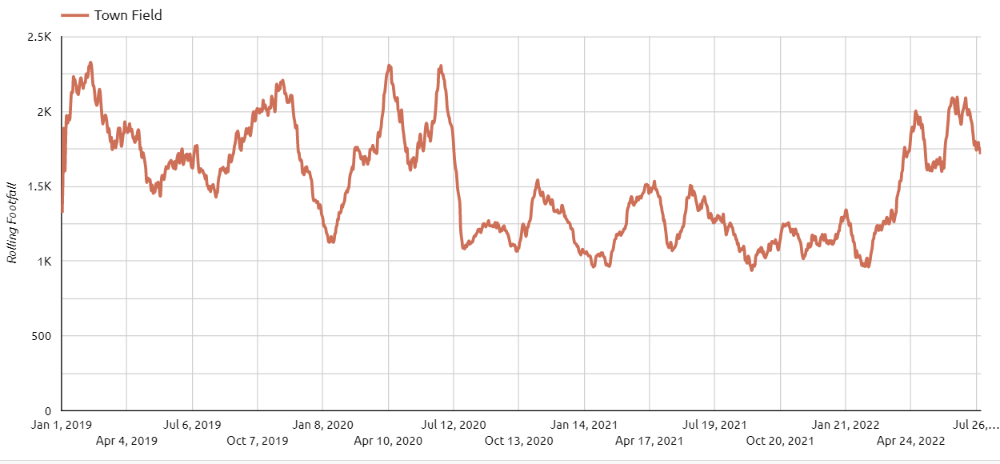 Town Field
2.5K
2K
1.5K
1K
500
0
Rolling Footfall
Jan 1, 2019
Apr 4, 2019
Jul 6, 2019
Oct 7, 2019
Jan 8, 2020
Apr 10, 2020
Jul 12, 2020
Oct 13, 2020
Jan 14, 2021
Apr 17, 2021
Jul 19, 2021
Oct 20, 2021
Jan 21, 2022
Apr 24, 2022
Jul 26,...